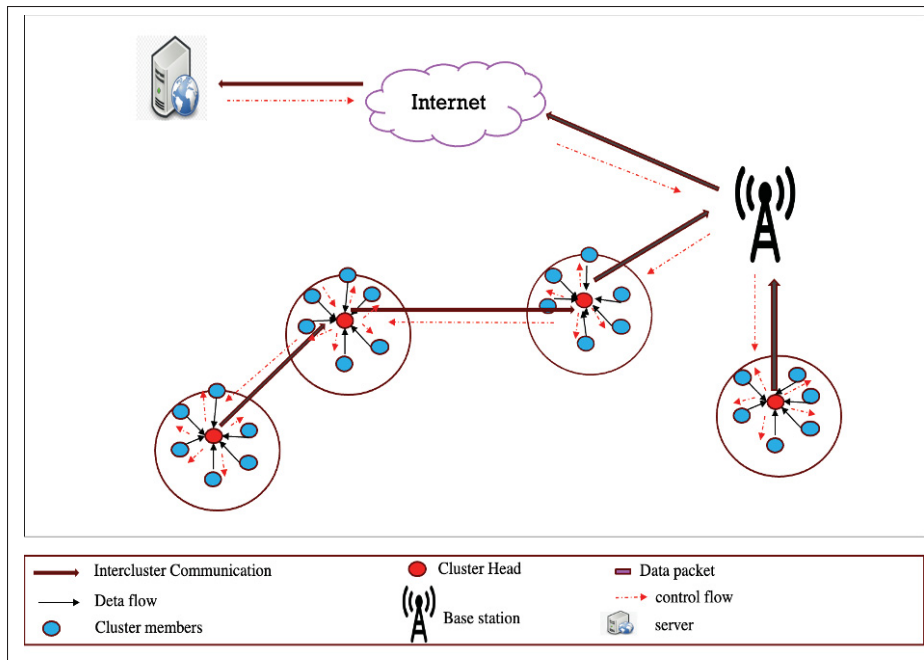 Internet
Intercluster Communication
Cluster Head
Data packet
Deta flow
Base station
control flow
Cluster members
server